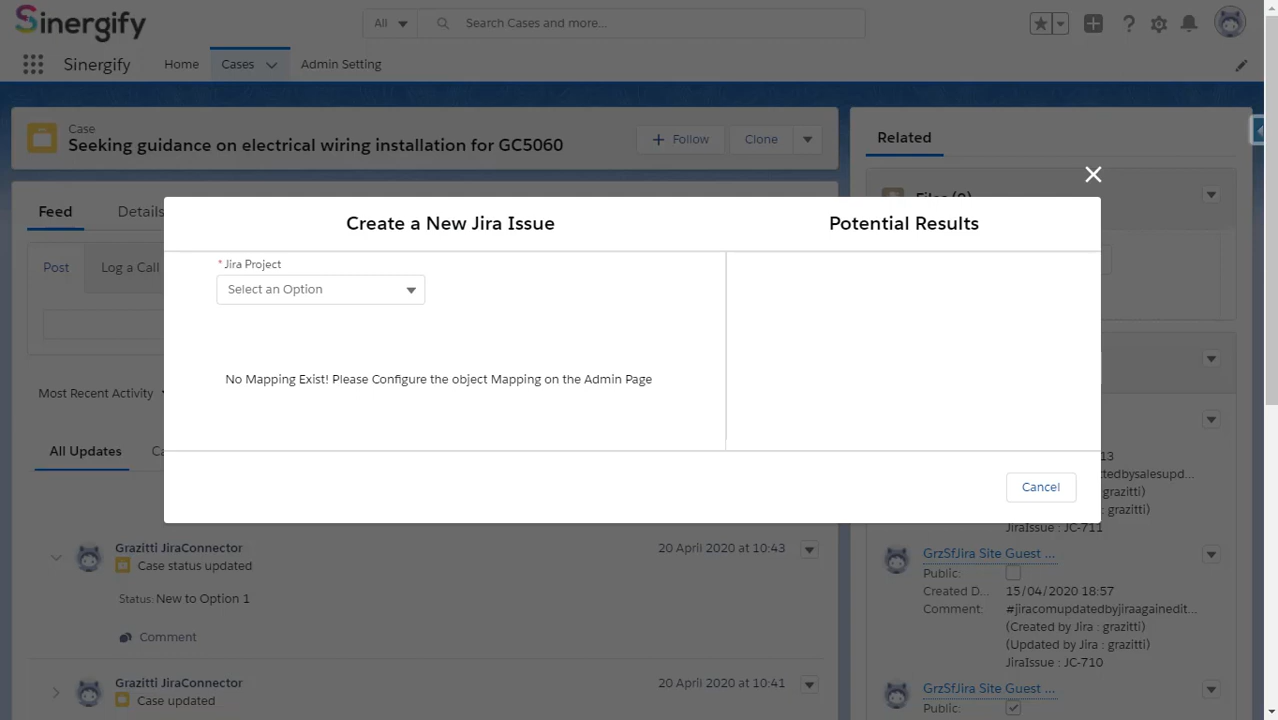 Sinergify
All
Search Cases and more...
Sinergify
Home
Cases
Admin Setting
Case
Seeking guidance on electrical wiring installation for GC5060
Follow
Clone
Related
Feed
Details
Post
Log a Call
Most Recent Activity
All Updates
Create a New Jira Issue
Potential Results
* Jira Project
Select an Option
No Mapping Exist! Please Configure the object Mapping on the Admin Page
Cancel
Grazitti JiraConnector
20 April 2020 at 10:43
Case status updated
Status: New to Option 1
Comment
Grazitti JiraConnector
20 April 2020 at 10:41
Case updated
13
tedbysalesupd...
grazitti)
grazitti)
JiraIssue : JC-711
GrzSfJira Site Guest ...
Public:
Created D... 15/04/2020 18:57
Comment: #jiracomupdatedbyjiraagainedit...
(Created by Jira : grazitti)
(Updated by Jira : grazitti)
JiraIssue : JC-710
GrzSfJira Site Guest ...
Public: